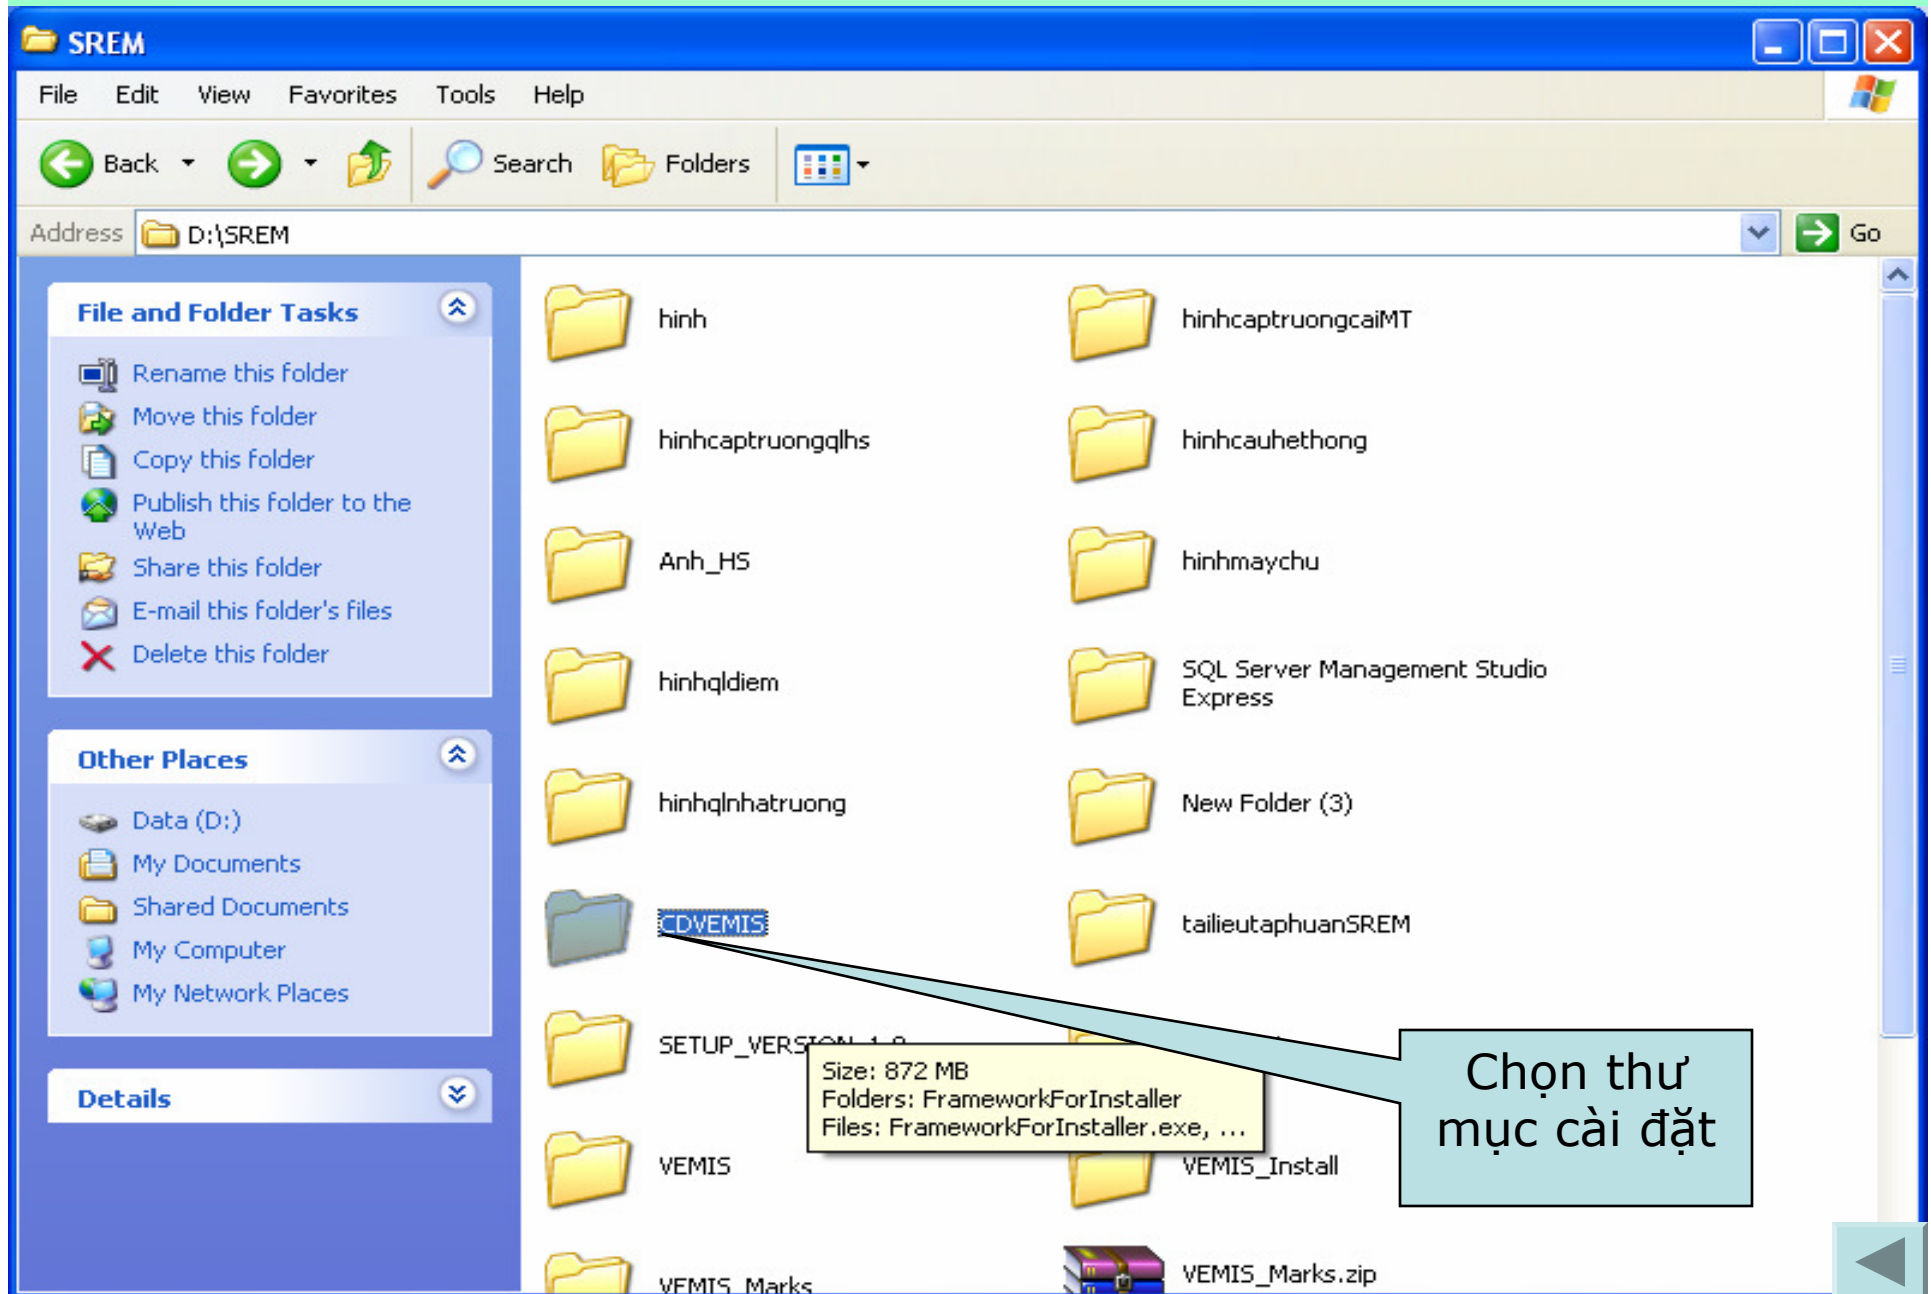 SREM
File Edit View Favorites Tools Help
Back Search Folders
Address D:\SREM Go
File and Folder Tasks
Rename this folder
Move this folder
Copy this folder
Publish this folder to the
Web
Share this folder
E-mail this folder's files
Delete this folder
Other Places
Data (D:)
My Documents
Shared Documents
My Computer
My Network Places
Details
hinh
hinhcaptruongcaiMT
hinhcaptruongqlhs
hinhcauhethong
Anh_HS
hinhmaychu
hinhqldiem
SQL Server Management Studio
Express
hinhqlnhatruong
New Folder (3)
CDVEMIS
tailieutaphuanSREM
SETUP_VERSION
Size: 872 MB
Folders: FrameworkForInstaller
Files: FrameworkForInstaller.exe, ...
Chọn thư
mục cài đặt
VEMIS
VEMIS_Install
VEMIS_Marks
VEMIS_Marks.zip